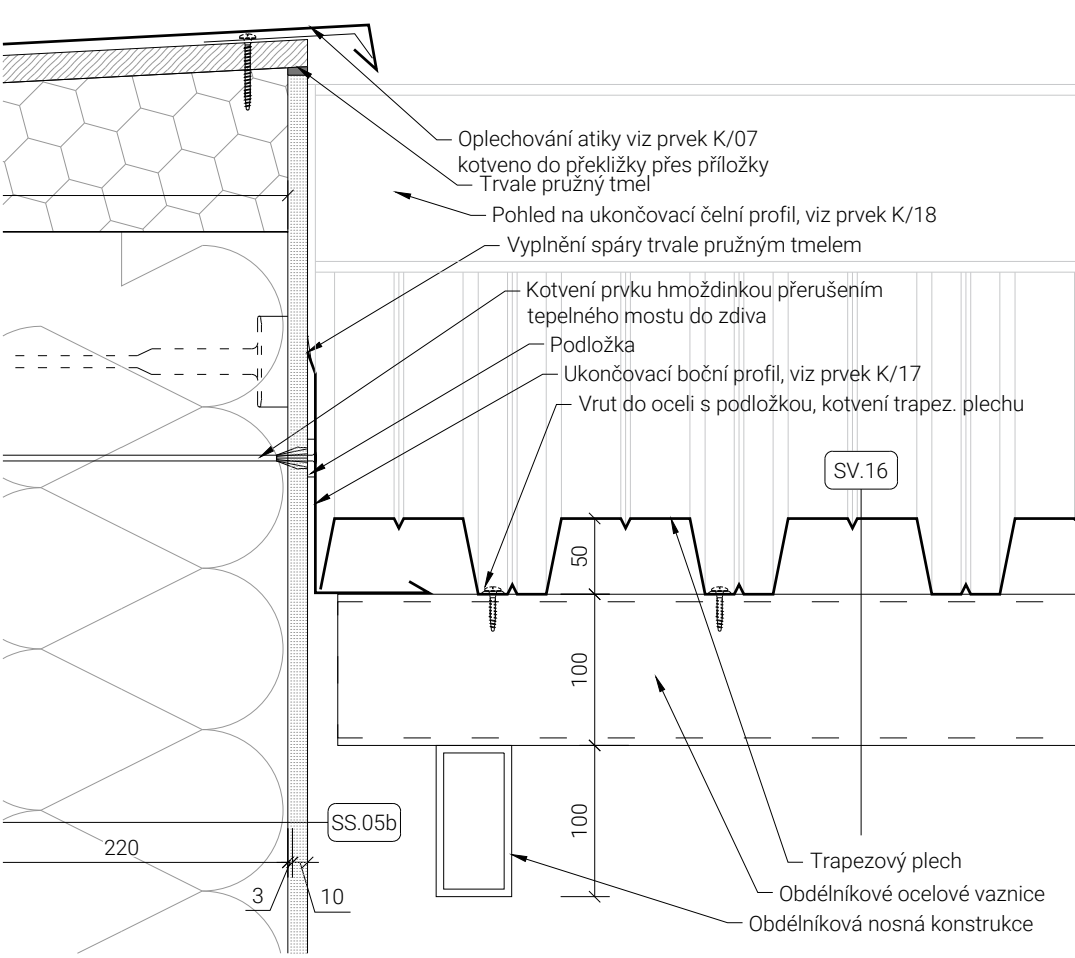 Oplechování atiky viz prvek K/07
kotveno do překližky přes příložky
Trvale pružný tmel
Pohled na ukončovací čelní profil, viz prvek K/18
Vyplnění spáry trvale pružným tmelem
Kotvení prvku hmoždinkou přerušením
tepelného mostu do zdiva
Podložka
Ukončovací boční profil, viz prvek K/17
Vrut do oceli s podložkou, kotvení trapez. plechu
SV.16
50
100
100
SS.05b
220
3
10
Trapezový plech
Obdélníkové ocelové vaznice
Obdélníková nosná konstrukce